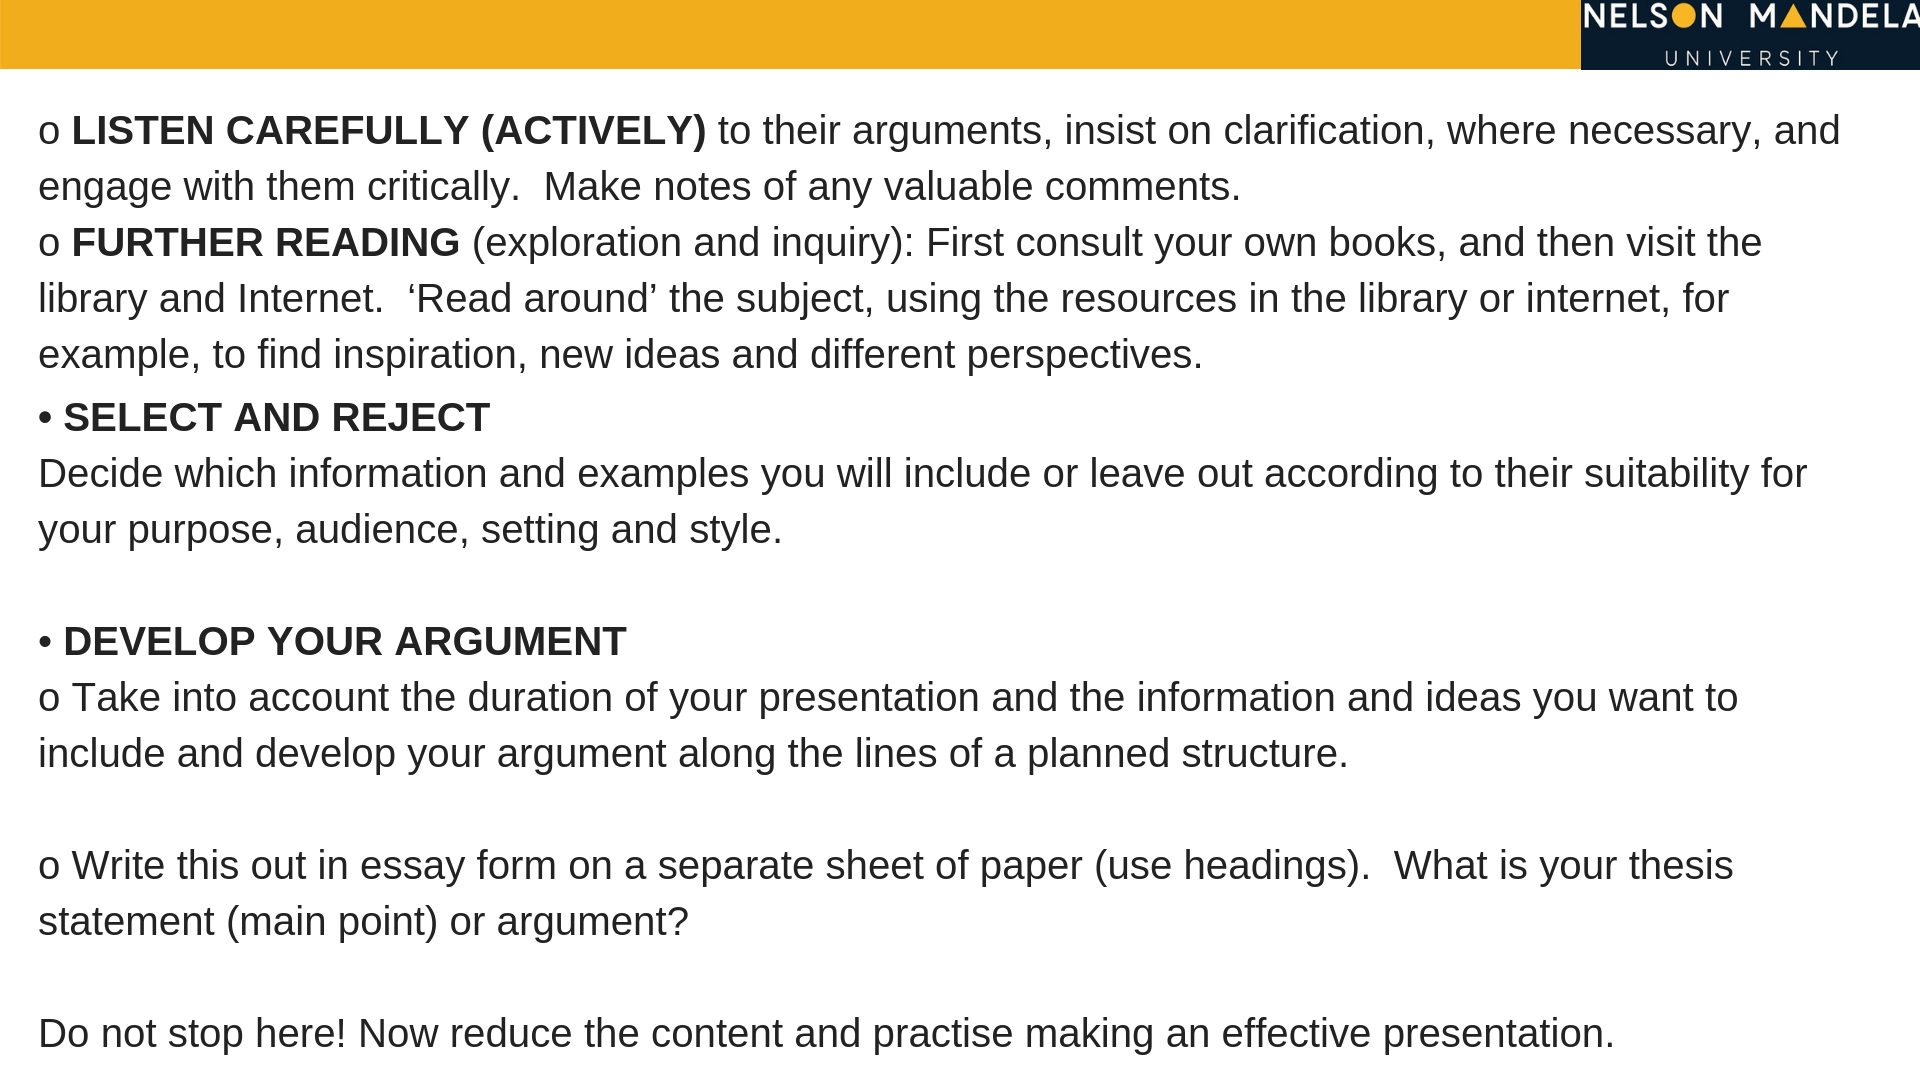 NELSON MANDELA
UNIVERSITY
o LISTEN CAREFULLY (ACTIVELY) to their arguments, insist on clarification, where necessary, and
engage with them critically.  Make notes of any valuable comments.
o FURTHER READING (exploration and inquiry): First consult your own books, and then visit the
library and Internet.  ‘Read around’ the subject, using the resources in the library or internet, for
example, to find inspiration, new ideas and different perspectives.
• SELECT AND REJECT
Decide which information and examples you will include or leave out according to their suitability for
your purpose, audience, setting and style.
• DEVELOP YOUR ARGUMENT
o Take into account the duration of your presentation and the information and ideas you want to
include and develop your argument along the lines of a planned structure.
o Write this out in essay form on a separate sheet of paper (use headings).  What is your thesis
statement (main point) or argument?
Do not stop here! Now reduce the content and practise making an effective presentation.